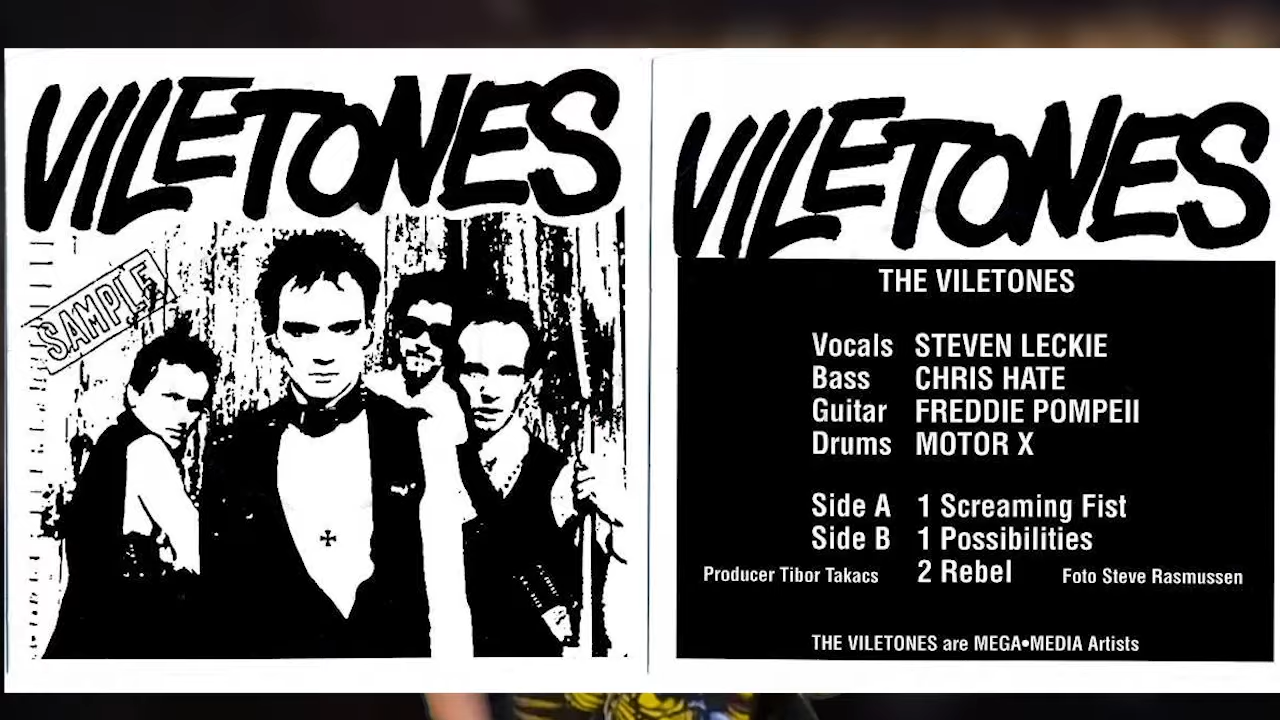 VILETONES
SAMPLE
VILETONES
THE VILETONES
Vocals STEVEN LECKIE
Bass CHRIS HATE
Guitar FREDDIE POMPEII
Drums MOTOR X
Side A 1 Screaming Fist
Side B 1 Possibilities
Producer Tibor Takacs 2 Rebel Foto Steve Rasmussen
THE VILETONES are MEGA•MEDIA Artists